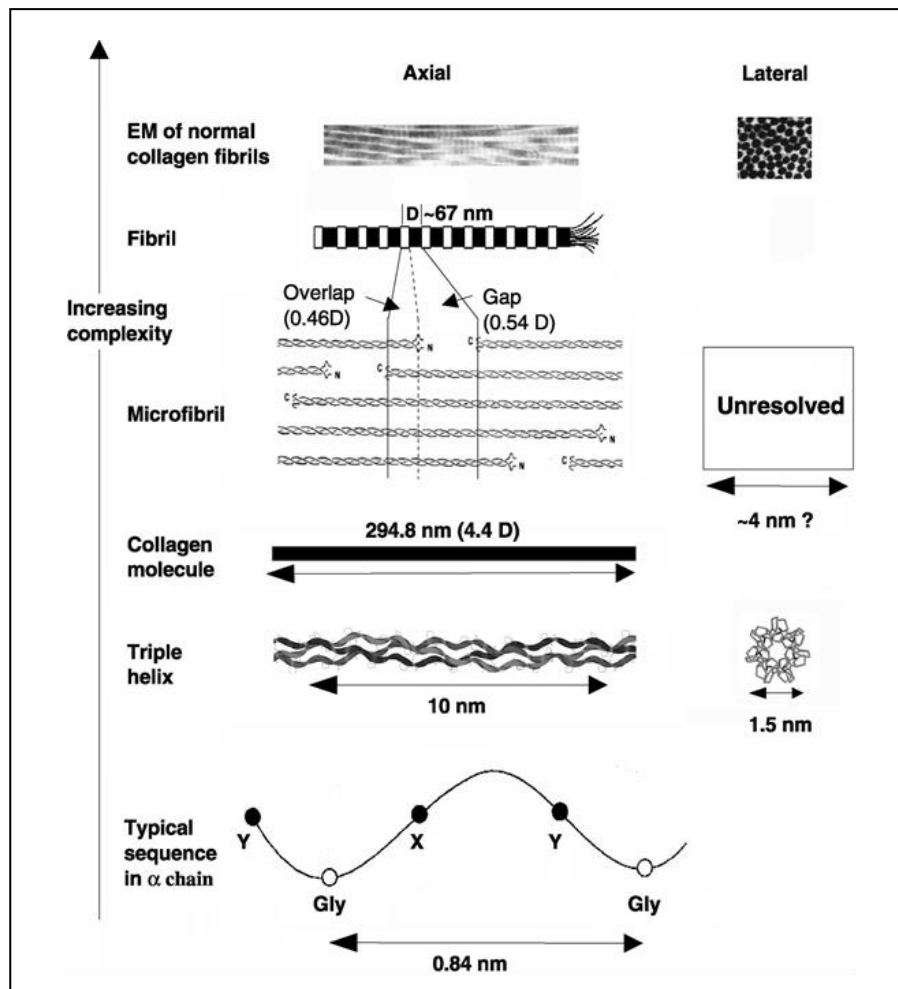 Axial
Lateral
EM of normal
collagen fibrils
D ~67 nm
Fibril
Overlap
(0.46D)
Gap
(0.54 D)
Increasing
complexity
N
C
N
C
C
N
N
C
Microfibril
Unresolved
~4 nm ?
294.8 nm (4.4 D)
Collagen
molecule
Triple
helix
10 nm
1.5 nm
Typical
sequence
in α chain
Y
X
Y
Gly
Gly
0.84 nm